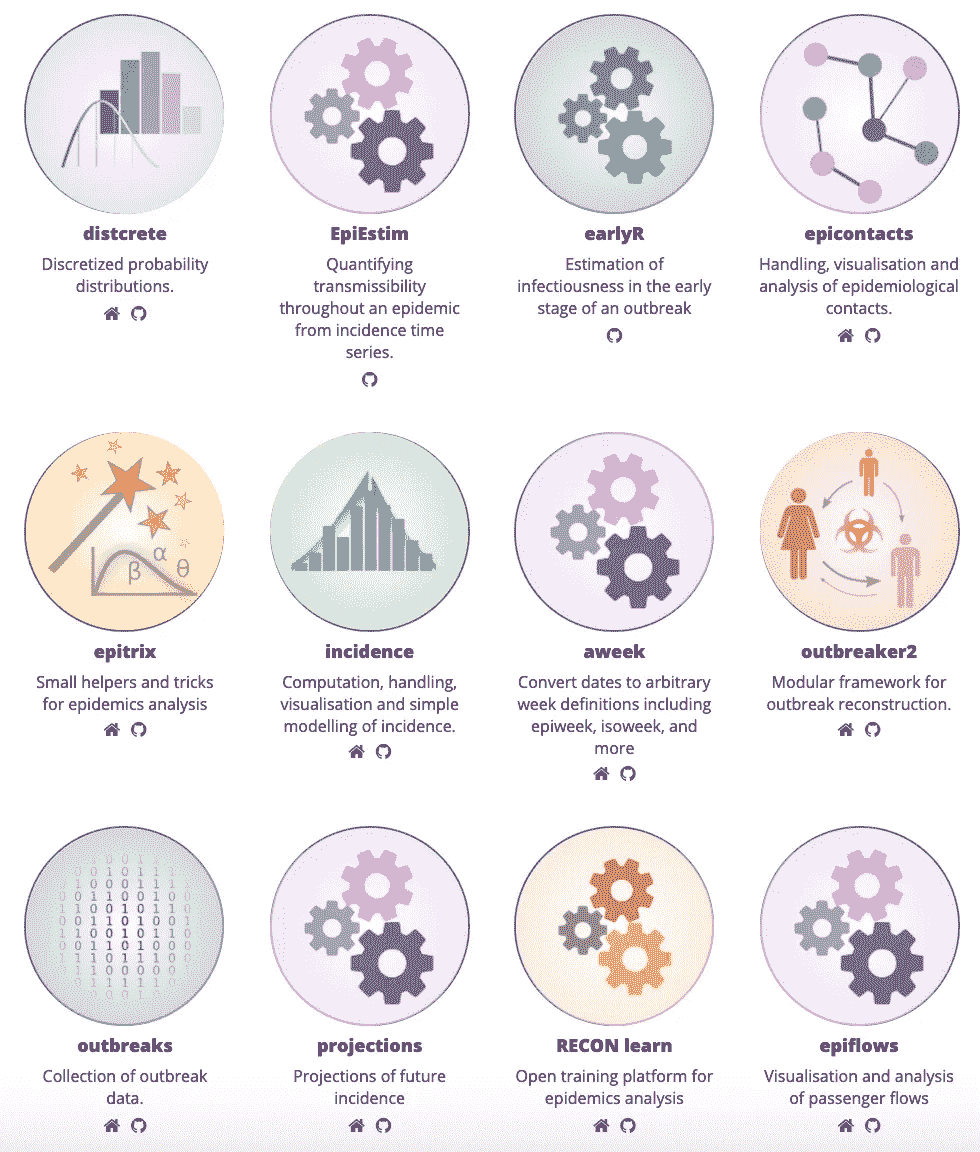 distcrete
Discretized probability
distributions.
EpiEstim
Quantifying
transmissibility
throughout an epidemic
from incidence time
series.
earlyR
Estimation of
infectiousness in the early
stage of an outbreak
epicontacts
Handling, visualisation and
analysis of epidemiological
contacts.
β α θ
epitrix
Small helpers and tricks
for epidemics analysis
incidence
Computation, handling,
visualisation and simple
modelling of incidence.
aweek
Convert dates to arbitrary
week definitions including
epiweek, isoweek, and
more
outbreaker2
Modular framework for
outbreak reconstruction.
outbreaks
Collection of outbreak
data.
projections
Projections of future
incidence
RECON learn
Open training platform for
epidemics analysis
epiflows
Visualisation and analysis
of passenger flows